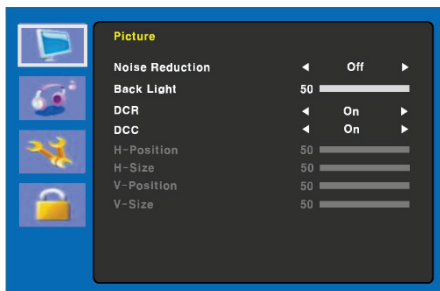 Picture
Noise Reduction ◀ Off ▶
Back Light 50
DCR ◀ On ▶
DCC ◀ On ▶
H-Position 50
H-Size 50
V-Position 50
V-Size 50